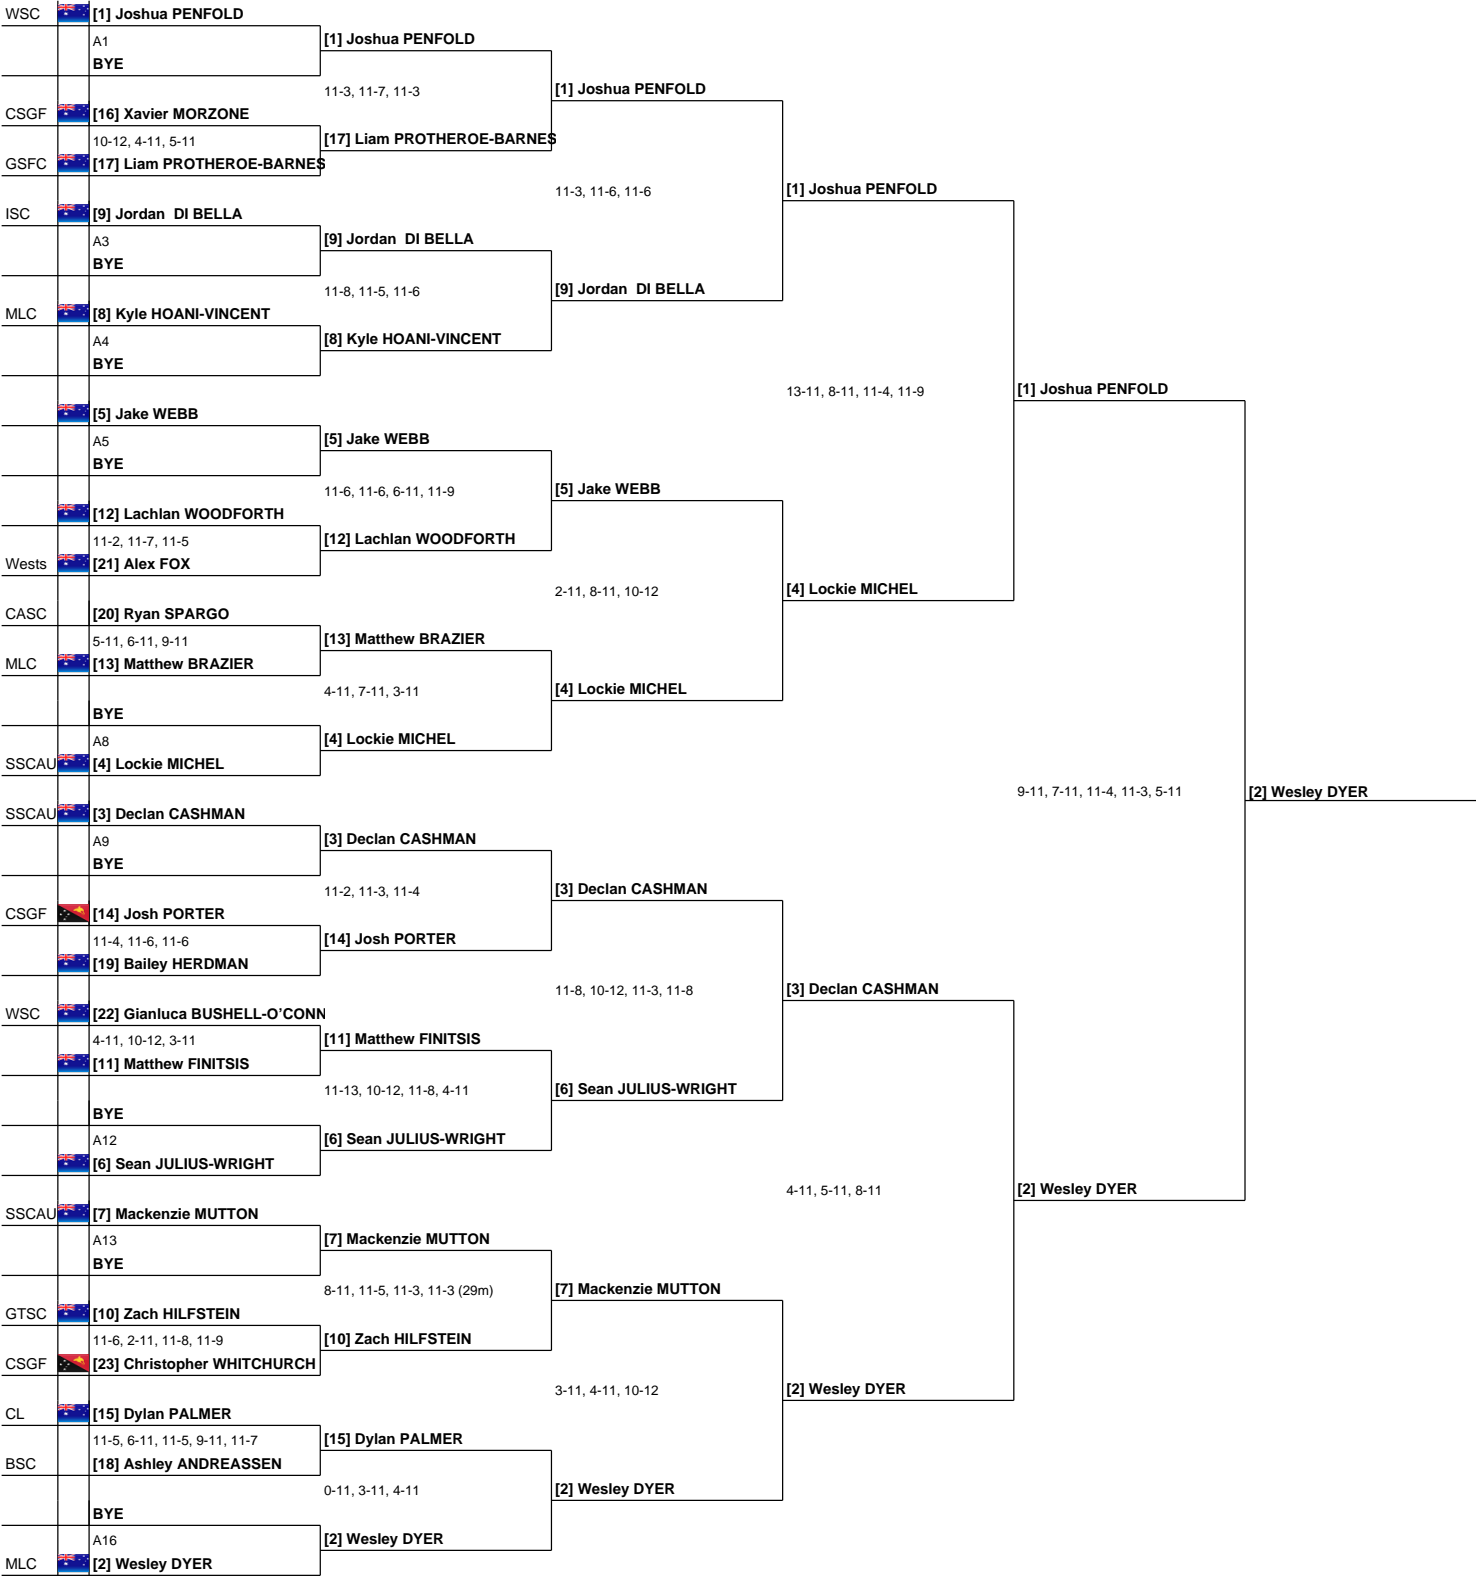 WSC [1] Joshua PENFOLD
A1 [1] Joshua PENFOLD
BYE
11-3, 11-7, 11-3 [1] Joshua PENFOLD
CSGF [16] Xavier MORZONE
10-12, 4-11, 5-11 [17] Liam PROTHEROE-BARNES
GSFC [17] Liam PROTHEROE-BARNES
11-3, 11-6, 11-6 [1] Joshua PENFOLD
ISC [9] Jordan DI BELLA
A3 [9] Jordan DI BELLA
BYE
11-8, 11-5, 11-6 [9] Jordan DI BELLA
MLC [8] Kyle HOANI-VINCENT
A4 [8] Kyle HOANI-VINCENT
BYE
13-11, 8-11, 11-4, 11-9 [1] Joshua PENFOLD
[5] Jake WEBB
A5 [5] Jake WEBB
BYE
11-6, 11-6, 6-11, 11-9 [5] Jake WEBB
[12] Lachlan WOODFORTH
11-2, 11-7, 11-5 [12] Lachlan WOODFORTH
Wests [21] Alex FOX
2-11, 8-11, 10-12 [4] Lockie MICHEL
CASC [20] Ryan SPARGO
5-11, 6-11, 9-11 [13] Matthew BRAZIER
MLC [13] Matthew BRAZIER
4-11, 7-11, 3-11 [4] Lockie MICHEL
BYE
A8 [4] Lockie MICHEL
SSCAU [4] Lockie MICHEL
9-11, 7-11, 11-4, 11-3, 5-11 [2] Wesley DYER
SSCAU [3] Declan CASHMAN
A9 [3] Declan CASHMAN
BYE
11-2, 11-3, 11-4 [3] Declan CASHMAN
CSGF [14] Josh PORTER
11-4, 11-6, 11-6 [14] Josh PORTER
[19] Bailey HERDMAN
11-8, 10-12, 11-3, 11-8 [3] Declan CASHMAN
WSC [22] Gianluca BUSHELL-O'CONN
4-11, 10-12, 3-11 [11] Matthew FINITSIS
[11] Matthew FINITSIS
11-13, 10-12, 11-8, 4-11 [6] Sean JULIUS-WRIGHT
BYE
A12 [6] Sean JULIUS-WRIGHT
[6] Sean JULIUS-WRIGHT
4-11, 5-11, 8-11 [2] Wesley DYER
SSCAU [7] Mackenzie MUTTON
A13 [7] Mackenzie MUTTON
BYE
8-11, 11-5, 11-3, 11-3 (29m) [7] Mackenzie MUTTON
GTSC [10] Zach HILFSTEIN
11-6, 2-11, 11-8, 11-9 [10] Zach HILFSTEIN
CSGF [23] Christopher WHITCHURCH
3-11, 4-11, 10-12 [2] Wesley DYER
CL [15] Dylan PALMER
11-5, 6-11, 11-5, 9-11, 11-7 [15] Dylan PALMER
BSC [18] Ashley ANDREASSEN
0-11, 3-11, 4-11 [2] Wesley DYER
BYE
A16 [2] Wesley DYER
MLC [2] Wesley DYER